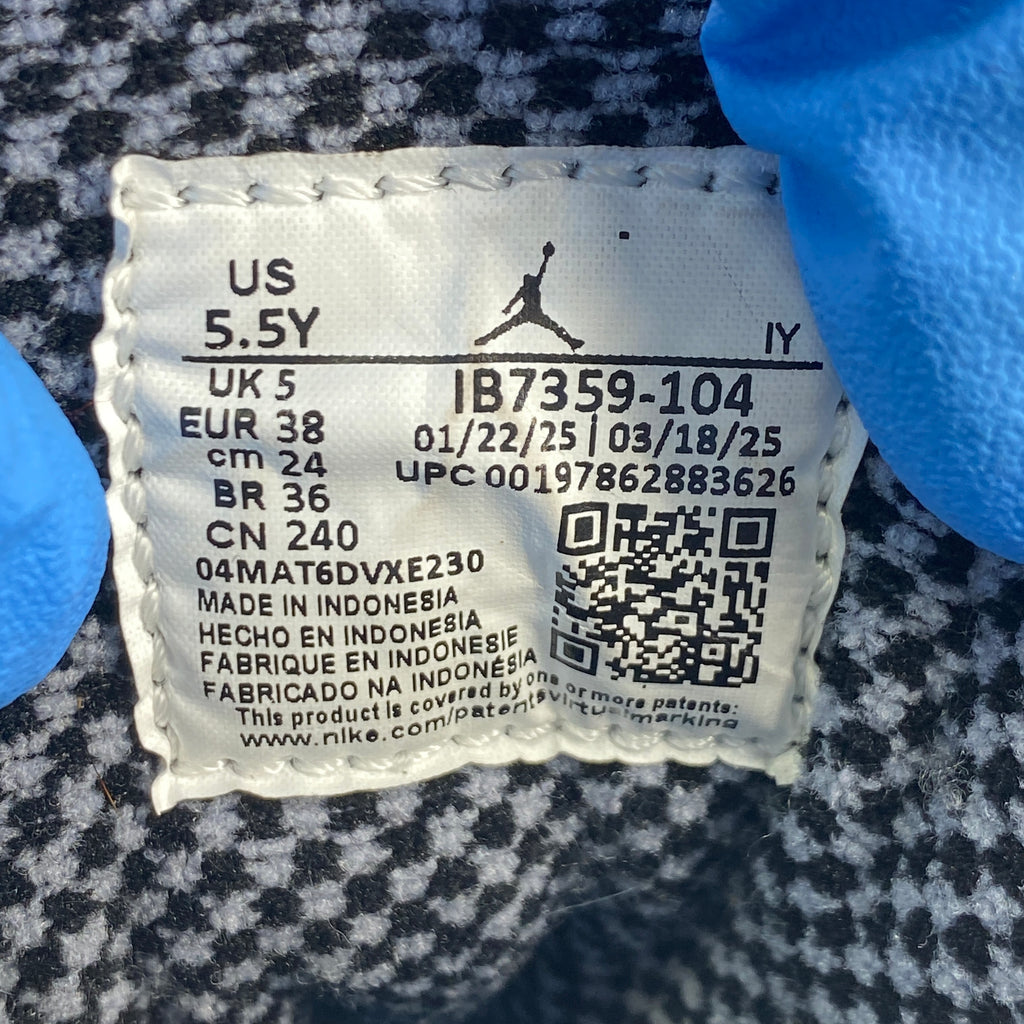 US
5.5Y
IY
UK 5
IB7359-104
EUR 38
01/22/25 | 03/18/25
cm 24
UPC 00197862883626
BR 36
CN 240
04MAT6DVXE230
MADE IN INDONESIA
HECHO EN INDONESIA
FABRIQUE EN INDONESIE
FABRICADO NA INDONÉSIA
This product is covered by one or more patents:
www.nike.com/patentsvirtualmarking